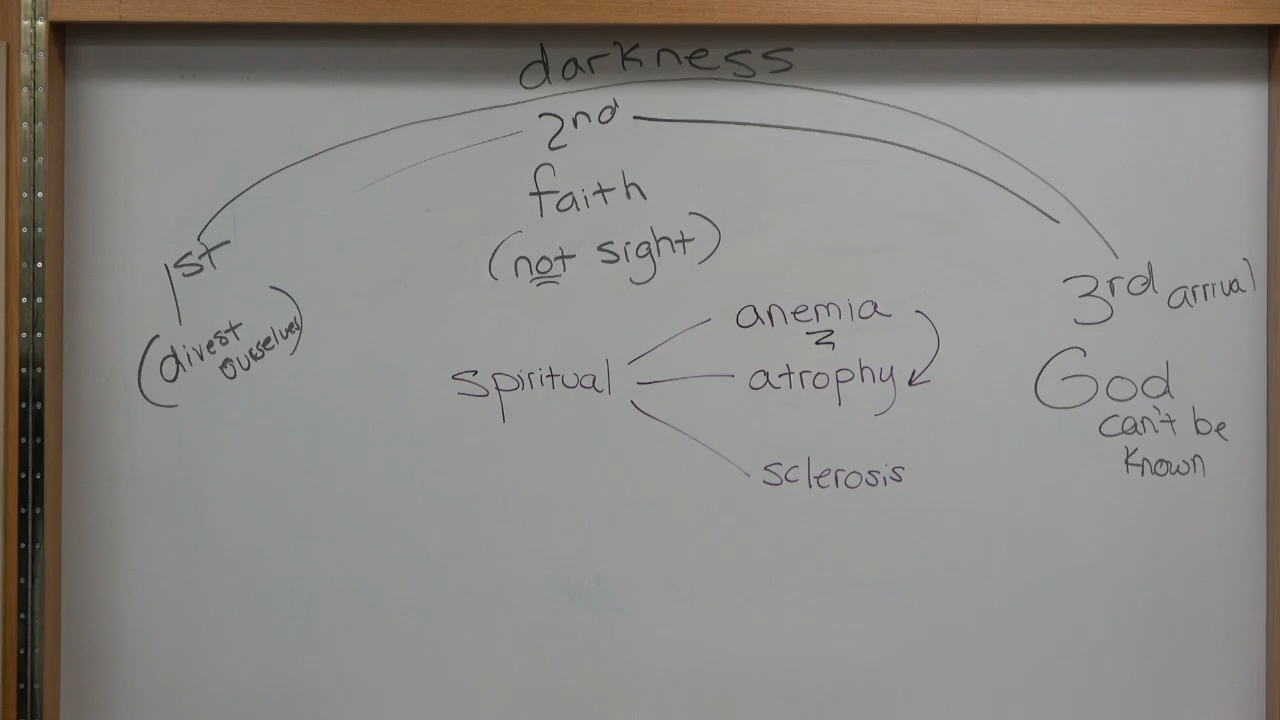 darkness
2nd
faith
(not sight)
1st
(divest
ourselves)
3rd arrival
God
can't be
known
spiritual
anemia
atrophy
sclerosis